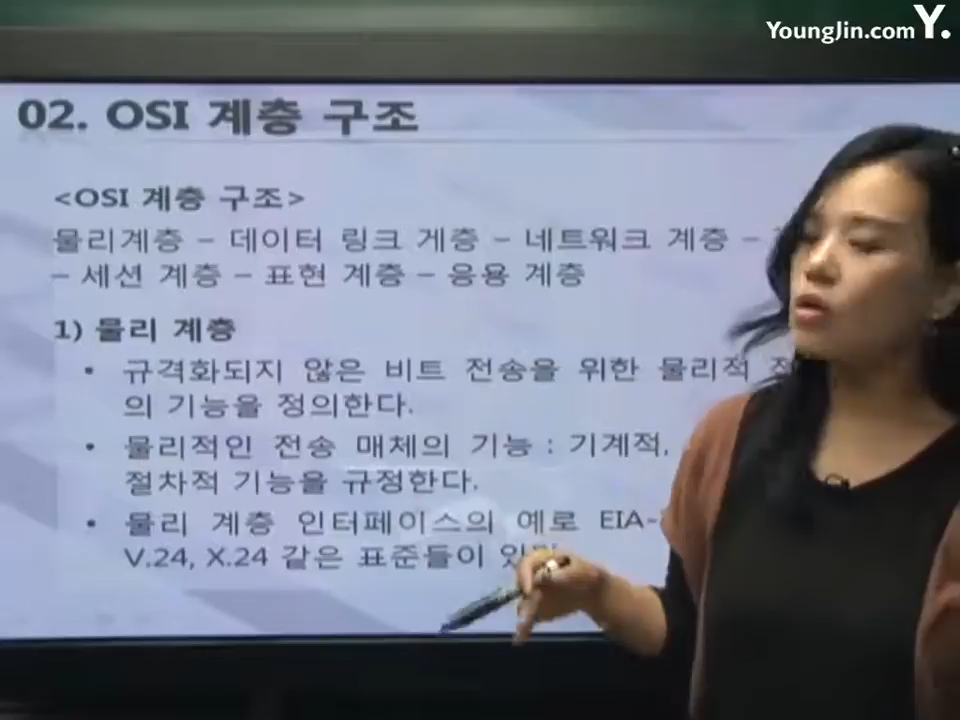 YoungJin.com Y.
02. OSI 계층 구조
<OSI 계층 구조>
물리계층 – 데이터 링크 게층 – 네트워크 계층 –
– 세션 계층 – 표현 계층 – 응용 계층
1) 물리 계층
• 규격화되지 않은 비트 전송을 위한 물리적
의 기능을 정의한다.
• 물리적인 전송 매체의 기능 : 기계적,
절차적 기능을 규정한다.
• 물리 계층 인터페이스의 예로 EIA-
V.24, X.24 같은 표준들이